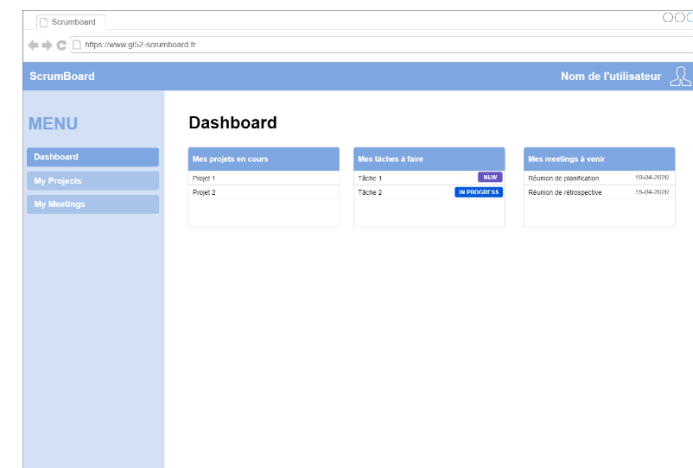 Scrumboard
https://www.gl52-scrumboard.fr
ScrumBoard
Nom de l'utilisateur
MENU
Dashboard
My Projects
My Meetings
Dashboard
Mes projets en cours
Projet 1
Projet 2
Mes tâches à faire
Tâche 1 NEW
Tâche 2 IN PROGRESS
Mes meetings à venir
Réunion de planification 10-04-2020
Réunion de rétrospective 15-04-2020